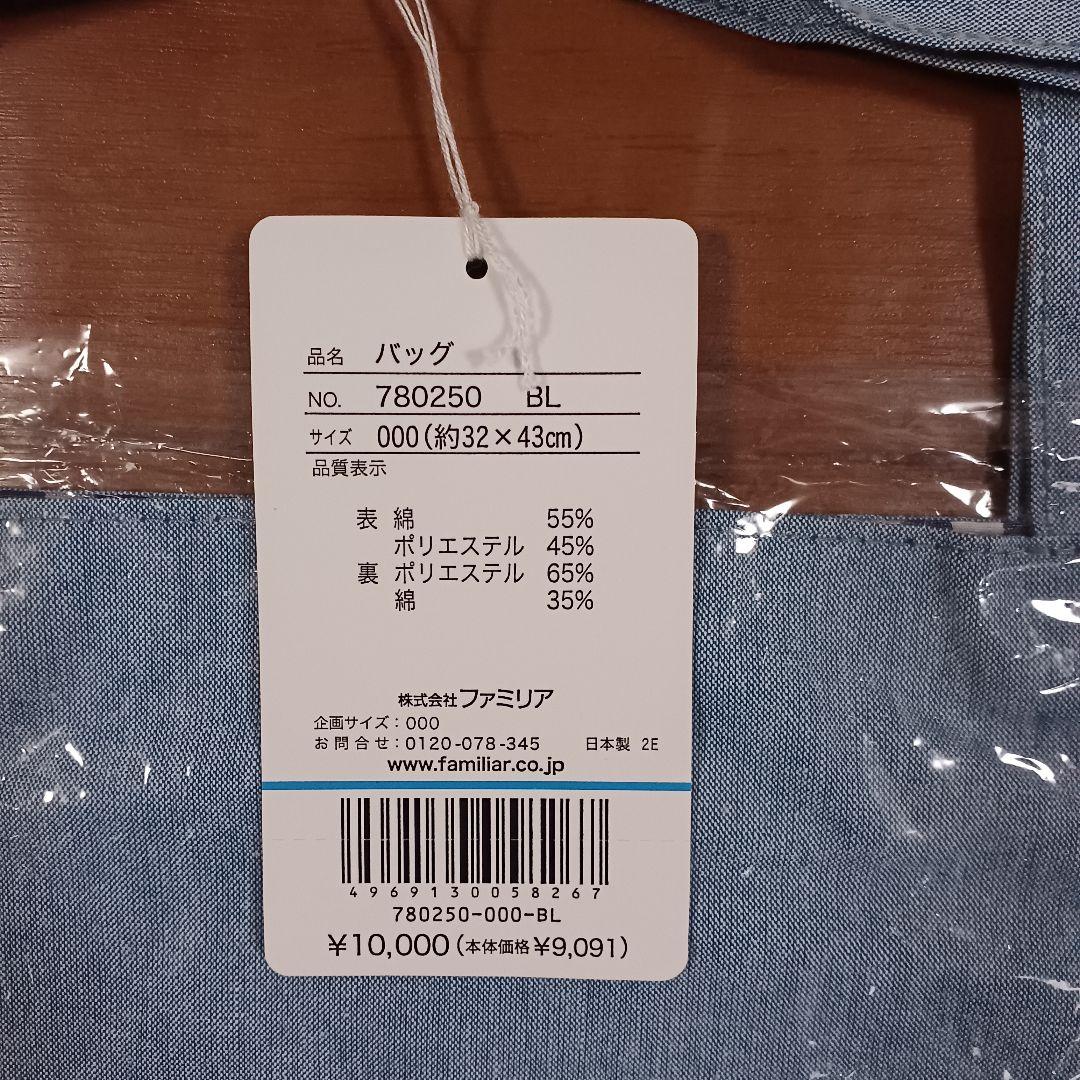 品名 バッグ
NO. 780250 BL
サイズ 000(約32×43cm)
品質表示
表 綿 55%
ポリエステル 45%
裏 ポリエステル 65%
綿 35%
株式会社ファミリア
企画サイズ：000
お問合せ：0120-078-345 日本製 2E
www.familiar.co.jp
4969130058267
780250-000-BL
¥10,000(本体価格¥9,091)